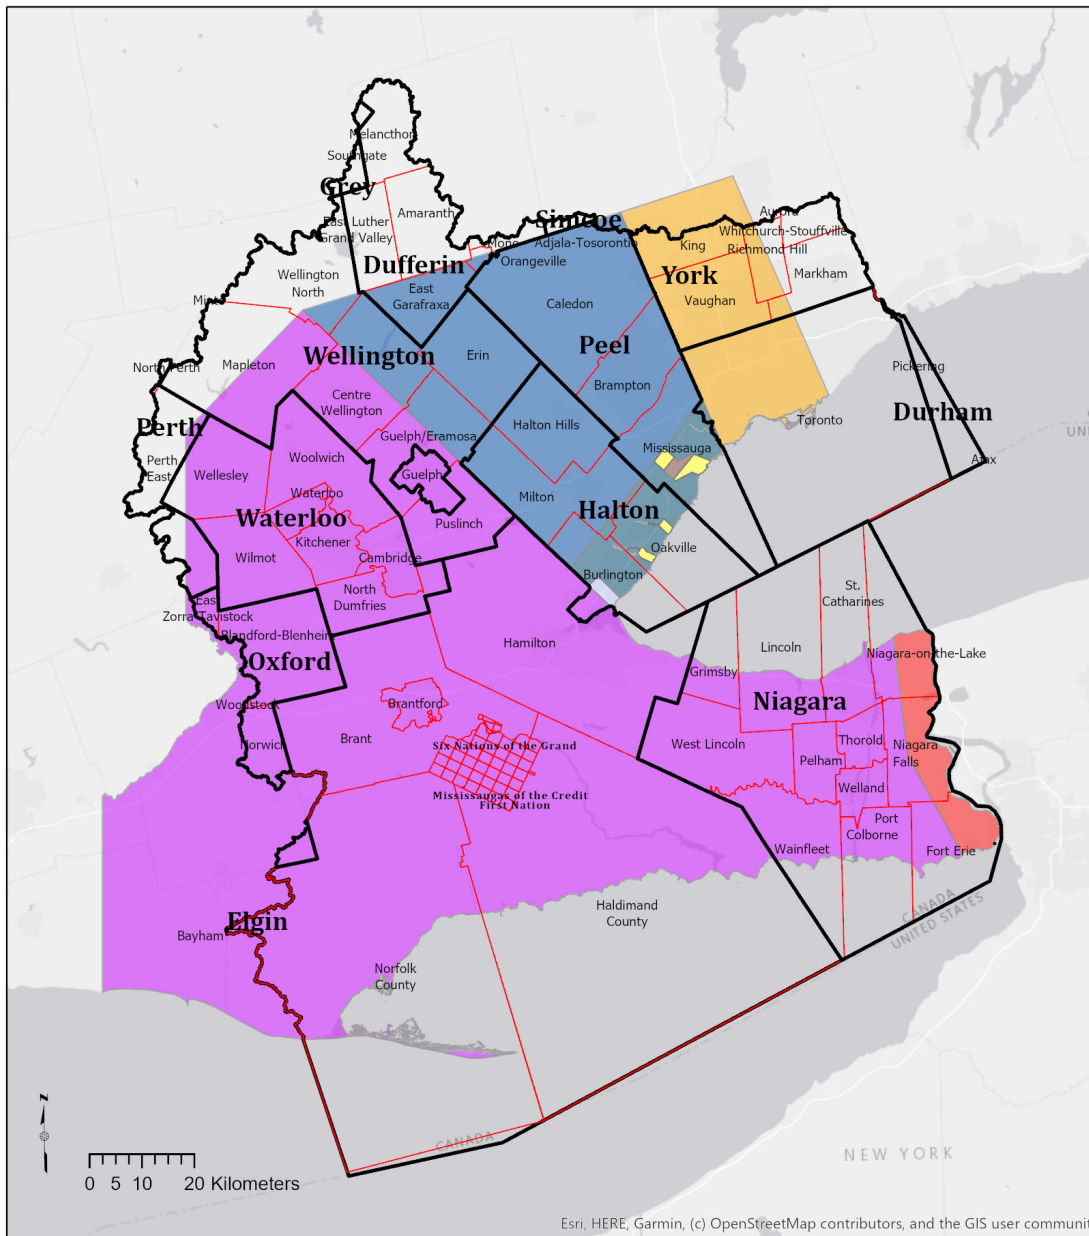 Melancthon
Southgate
Grey
Amaranth
East Luther
Grand Valley
Simcoe
Mono
Adjala-Tosorontio
Orangeville
Dufferin
Aurora
Whitchurch-Stouffville
King
Richmond Hill
York
Markham
Vaughan
Wellington
North
Minto
East
Garafraxa
Caledon
Peel
Wellington
Erin
Mapleton
North Perth
Brampton
Pickering
Durham
Toronto
Centre
Wellington
Halton Hills
Perth
Guelph/Eramosa
Mississauga
UNI
Ajax
Perth
East
Wellesley
Woolwich
Guelph
Waterloo
Milton
Halton
Waterloo
Puslinch
Kitchener
Oakville
Wilmot
Cambridge
Burlington
North
Dumfries
St.
Catharines
East
Zorra-Tavistock
Blandford-Blenheim
Hamilton
Lincoln
Niagara-on-the-Lake
Oxford
Grimsby
Woodstock
Brantford
Niagara
Norwich
Brant
Six Nations of the Grand
West Lincoln
Thorold
Niagara
Falls
Pelham
Welland
Mississaugas of the Credit
First Nation
Port
Colborne
Wainfleet
Fort Erie
Haldimand
County
CANADA
UNITED STATES
Elgin
Bayham
Norfolk
County
N
CANADA
NEW YORK
0 5 10 20 Kilometers
Esri, HERE, Garmin, (c) OpenStreetMap contributors, and the GIS user communit